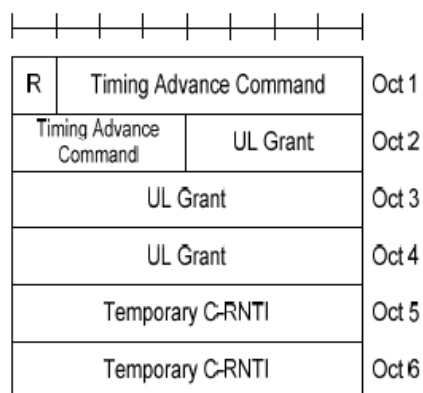 R Timing Advance Command Oct 1
Timing Advance
Command UL Grant Oct 2
UL Grant Oct 3
UL Grant Oct 4
Temporary C-RNTI Oct 5
Temporary C-RNTI Oct 6